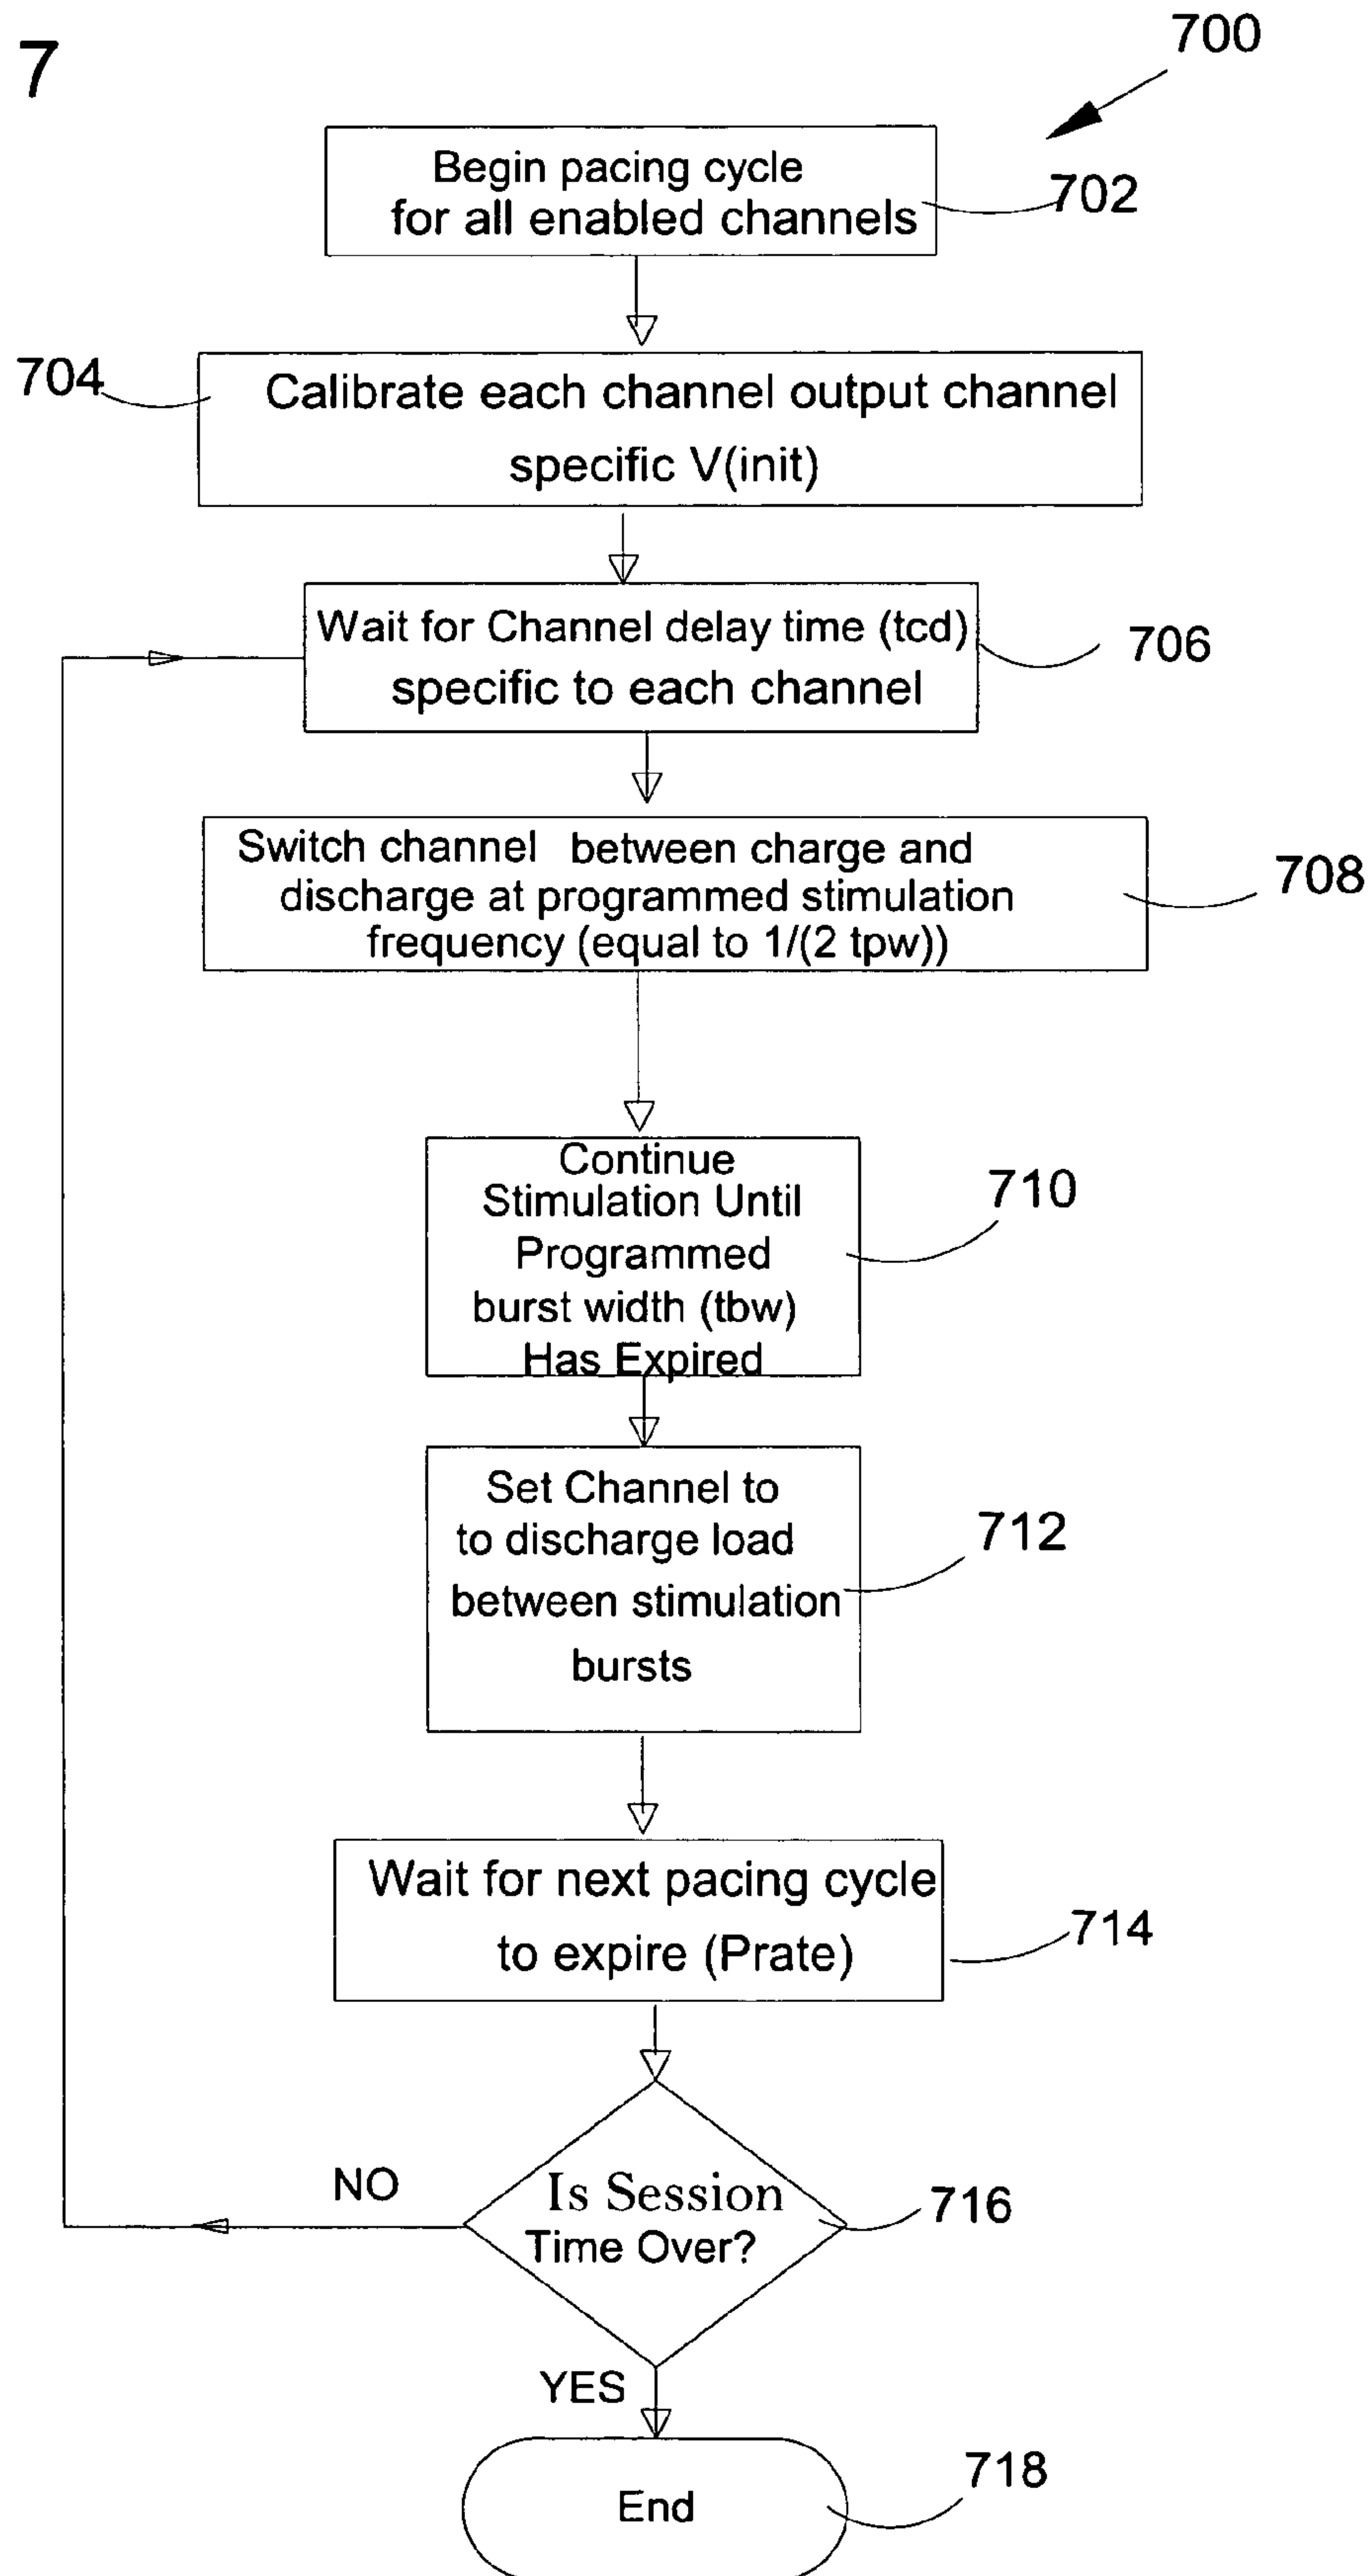 7
700
Begin pacing cycle
for all enabled channels
702
704
Calibrate each channel output channel
specific V(init)
Wait for Channel delay time (tcd)
specific to each channel
706
Switch channel between charge and
discharge at programmed stimulation
frequency (equal to 1/(2 tpw))
708
Continue
Stimulation Until
Programmed
burst width (tbw)
Has Expired
710
Set Channel to
to discharge load
between stimulation
bursts
712
Wait for next pacing cycle
to expire (Prate)
714
NO
Is Session
Time Over?
716
YES
End
718